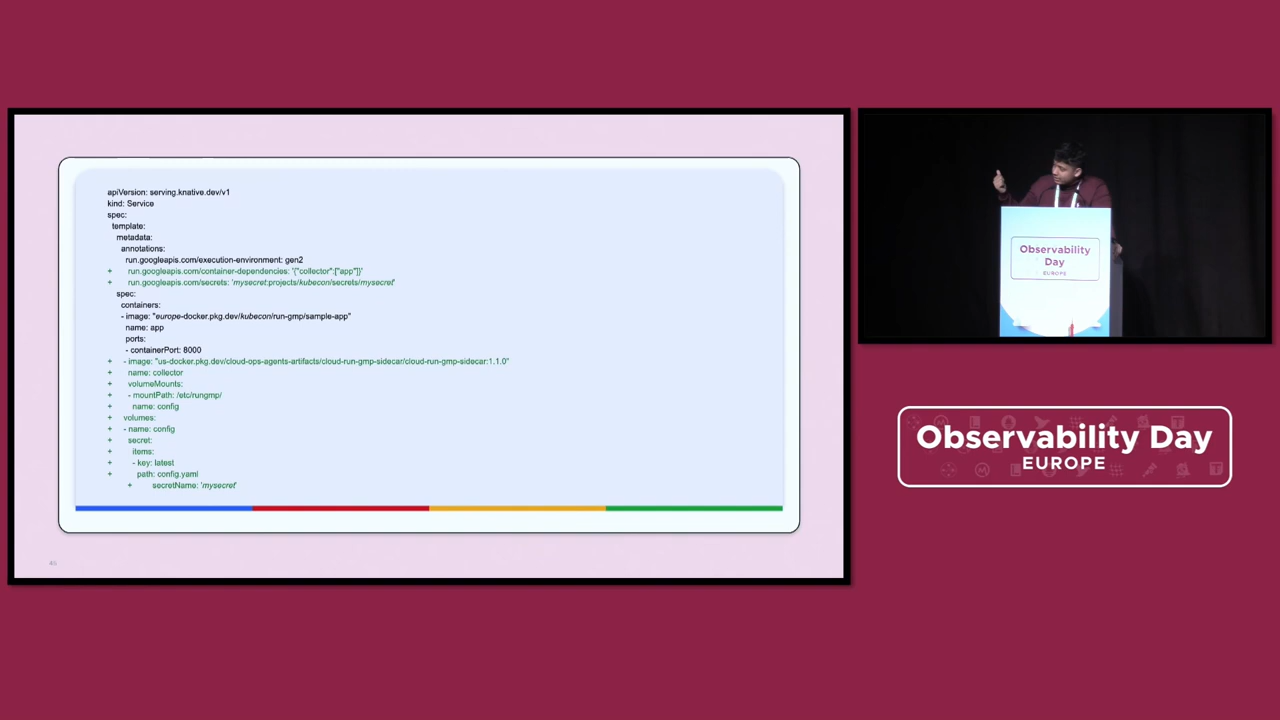 apiVersion: serving.knative.dev/v1
kind: Service
spec:
template:
metadata:
annotations:
run.googleapis.com/execution-environment: gen2
+ run.googleapis.com/container-dependencies: '{"collector":["app"]}'
+ run.googleapis.com/secrets: 'mysecret:projects/kubecon/secrets/mysecret'
spec:
containers:
- image: "europe-docker.pkg.dev/kubecon/run-gmp/sample-app"
name: app
ports:
- containerPort: 8000
+ - image: "us-docker.pkg.dev/cloud-ops-agents-artifacts/cloud-run-gmp-sidecar/cloud-run-gmp-sidecar:1.1.0"
+ name: collector
+ volumeMounts:
+ - mountPath: /etc/rungmp/
+ name: config
+ volumes:
+ - name: config
+ secret:
+ items:
+ - key: latest
+ path: config.yaml
+ secretName: 'mysecret'
Observability
Day
EUROPE
Observability Day
EUROPE